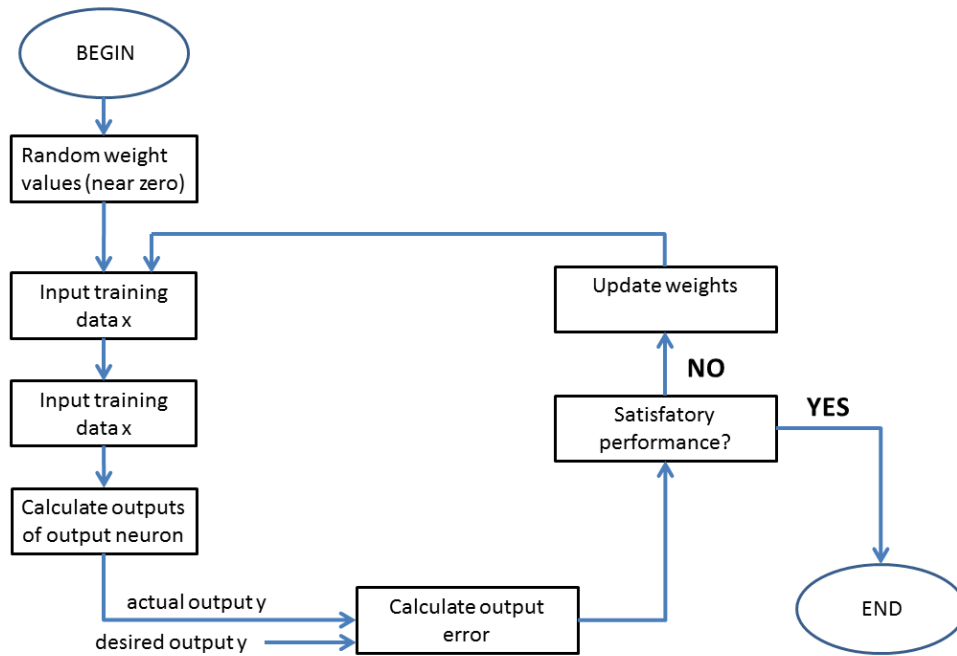 BEGIN
Random weight
values (near zero)
Input training
data x
Input training
data x
Calculate outputs
of output neuron
actual output y
desired output y
Calculate output
error
Satisfatory
performance?
NO
Update weights
YES
END